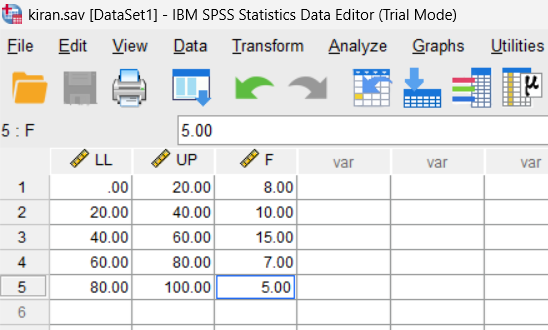 kiran.sav [DataSet1] - IBM SPSS Statistics Data Editor (Trial Mode)
File Edit View Data Transform Analyze Graphs Utilities
5 : F 5.00
LL UP F var var var
1 .00 20.00 8.00
2 20.00 40.00 10.00
3 40.00 60.00 15.00
4 60.00 80.00 7.00
5 80.00 100.00 5.00
6